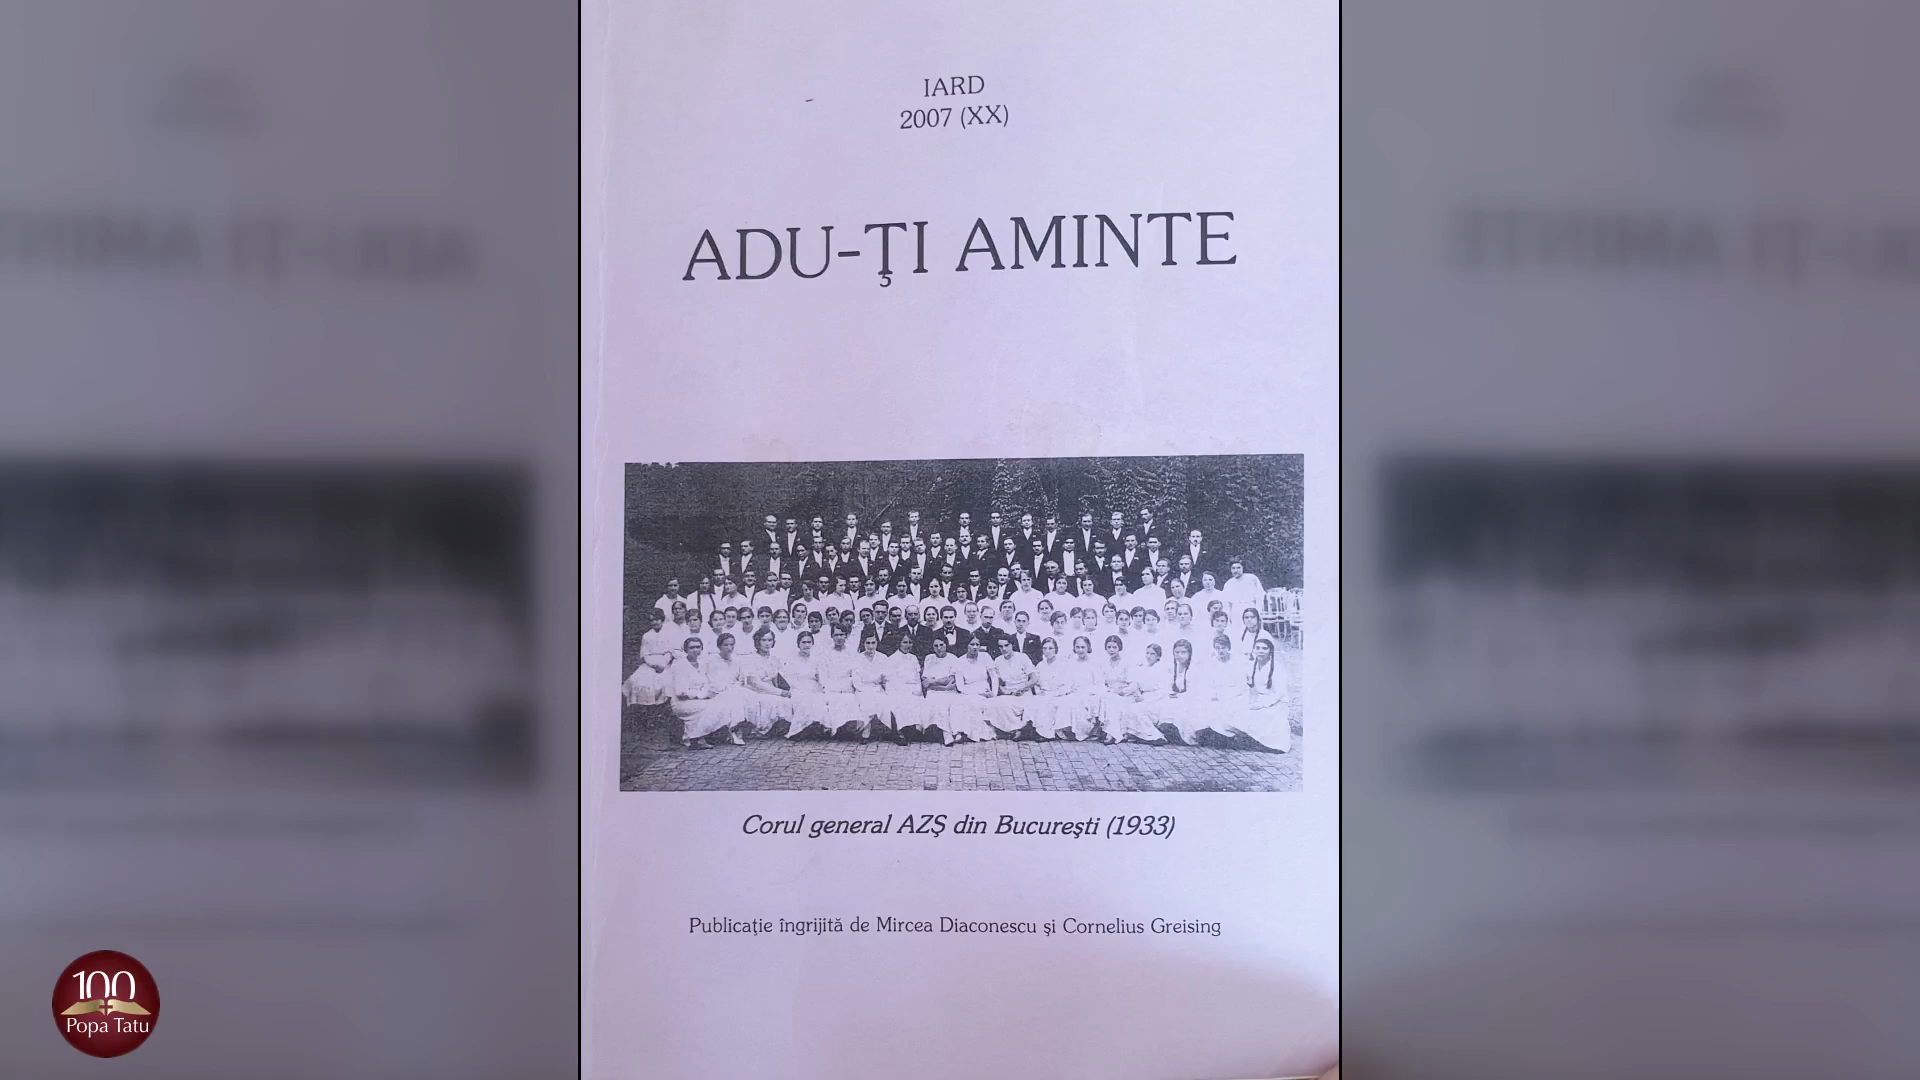 IARD
2007 (XX)
ADU-ŢI AMINTE
Corul general AZŞ din Bucureşti (1933)
Publicaţie îngrijită de Mircea Diaconescu şi Cornelius Greising
100
Popa Tatu